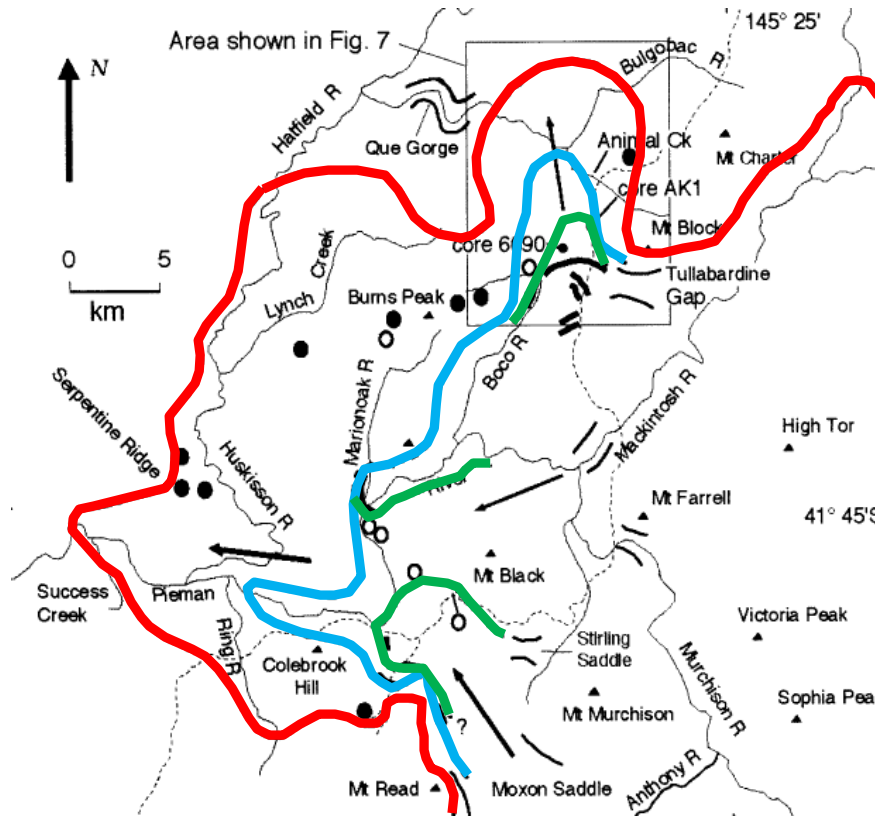 145° 25'
Area shown in Fig. 7
N
Bulgobac R
Hatfield R
Que Gorge
Animal Ck
Mt Charter
core AK1
Mt Block
core 6090
0 5
km
Creek
Lynch
Burns Peak
Tullabardine
Gap
Boco R
Marionoak R
Mackintosh R
Serpentine Ridge
Huskisson R
River
High Tor
Mt Farrell
41° 45'S
Success
Creek
Pieman
Mt Black
Ring R
Colebrook
Hill
Stirling
Saddle
Victoria Peak
Murchison R
Mt Murchison
Sophia Pea
?
Mt Read
Moxon Saddle
Anthony R